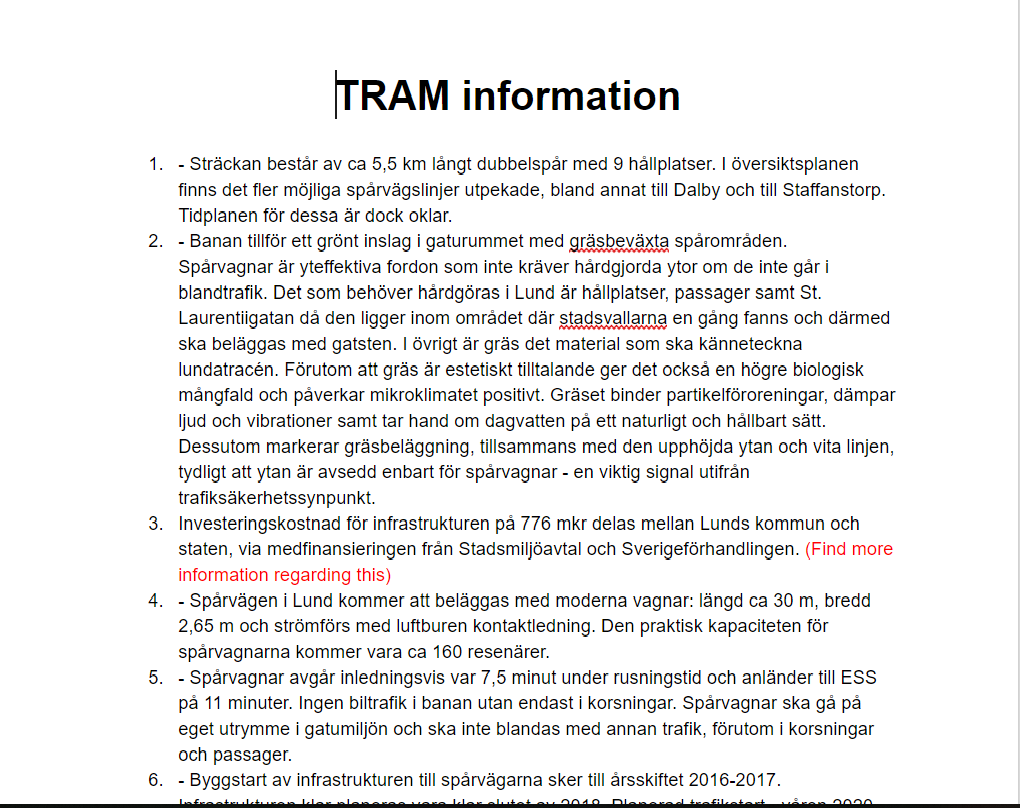 TRAM information
1. - Sträckan består av ca 5,5 km långt dubbelspår med 9 hållplatser. I översiktsplanen
finns det fler möjliga spårvägslinjer utpekade, bland annat till Dalby och till Staffanstorp.
Tidplanen för dessa är dock oklar.
2. - Banan tillför ett grönt inslag i gaturummet med gräsbeväxta spårområden.
Spårvagnar är yteffektiva fordon som inte kräver hårdgjorda ytor om de inte går i
blandtrafik. Det som behöver hårdgöras i Lund är hållplatser, passager samt St.
Laurentiigatan då den ligger inom området där stadsvallarna en gång fanns och därmed
ska beläggas med gatsten. I övrigt är gräs det material som ska känneteckna
lundatracén. Förutom att gräs är estetiskt tilltalande ger det också en högre biologisk
mångfald och påverkar mikroklimatet positivt. Gräset binder partikelföroreningar, dämpar
ljud och vibrationer samt tar hand om dagvatten på ett naturligt och hållbart sätt.
Dessutom markerar gräsbeläggning, tillsammans med den upphöjda ytan och vita linjen,
tydligt att ytan är avsedd enbart för spårvagnar - en viktig signal utifrån
trafiksäkerhetssynpunkt.
3. Investeringskostnad för infrastrukturen på 776 mkr delas mellan Lunds kommun och
staten, via medfinansieringen från Stadsmiljöavtal och Sverigeförhandlingen. (Find more
information regarding this)
4. - Spårvägen i Lund kommer att beläggas med moderna vagnar: längd ca 30 m, bredd
2,65 m och strömförs med luftburen kontaktledning. Den praktisk kapaciteten för
spårvagnarna kommer vara ca 160 resenärer.
5. - Spårvagnar avgår inledningsvis var 7,5 minut under rusningstid och anländer till ESS
på 11 minuter. Ingen biltrafik i banan utan endast i korsningar. Spårvagnar ska gå på
eget utrymme i gatumiljön och ska inte blandas med annan trafik, förutom i korsningar
och passager.
6. - Byggstart av infrastrukturen till spårvägarna sker till årsskiftet 2016-2017.
Infrastrukturen klar planeras vara klar slutet av 2018. Planerad trafikstart - våren 2020